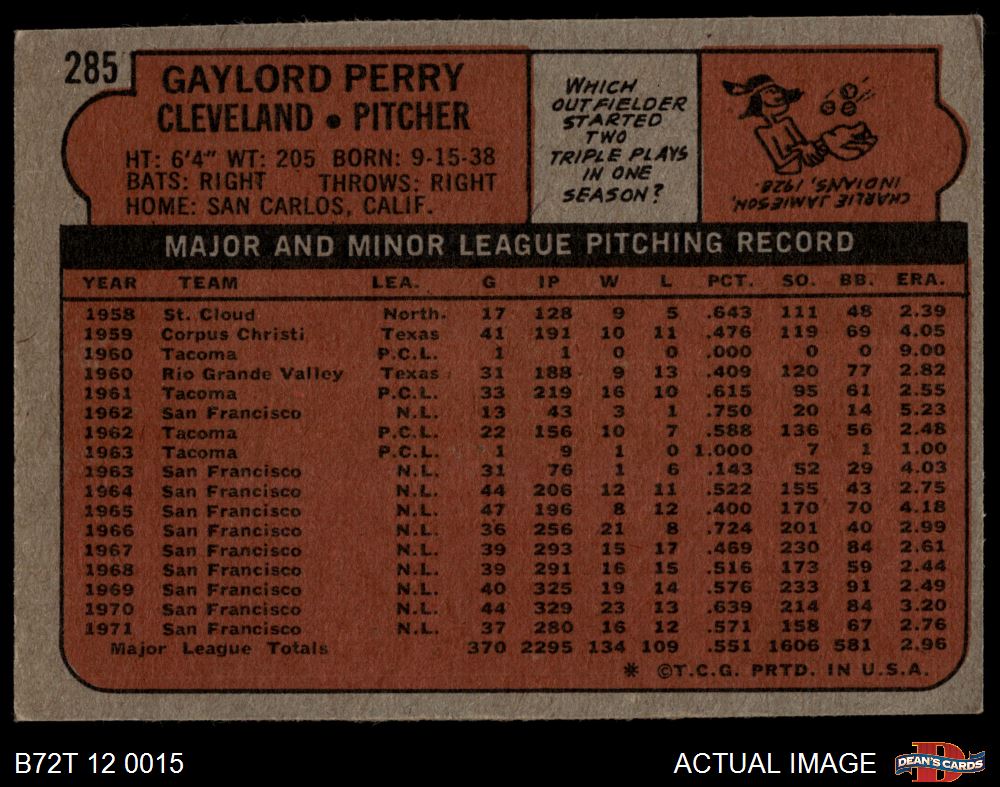 285
GAYLORD PERRY
CLEVELAND • PITCHER
HT: 6'4" WT: 205 BORN: 9-15-38
BATS: RIGHT THROWS: RIGHT
HOME: SAN CARLOS, CALIF.
WHICH
OUTFIELDER
STARTED
TWO
TRIPLE PLAYS
IN ONE
SEASON?
CHARLIE JAMIESON,
INDIANS, 1928.
MAJOR AND MINOR LEAGUE PITCHING RECORD
YEAR TEAM LEA. G IP W L PCT. SO. BB. ERA.
1958 St. Cloud North. 17 128 9 5 .643 111 48 2.39
1959 Corpus Christi Texas 41 191 10 11 .476 119 69 4.05
1960 Tacoma P.C.L. 1 1 0 0 .000 0 0 9.00
1960 Rio Grande Valley Texas 31 188 9 13 .409 120 77 2.82
1961 Tacoma P.C.L. 33 219 16 10 .615 95 61 2.55
1962 San Francisco N.L. 13 43 3 1 .750 20 14 5.23
1962 Tacoma P.C.L. 22 156 10 7 .588 136 56 2.48
1963 Tacoma P.C.L. 1 9 1 0 1.000 7 1 1.00
1963 San Francisco N.L. 31 76 1 6 .143 52 29 4.03
1964 San Francisco N.L. 44 206 12 11 .522 155 43 2.75
1965 San Francisco N.L. 47 196 8 12 .400 170 70 4.18
1966 San Francisco N.L. 36 256 21 8 .724 201 40 2.99
1967 San Francisco N.L. 39 293 15 17 .469 230 84 2.61
1968 San Francisco N.L. 39 291 16 15 .516 173 59 2.44
1969 San Francisco N.L. 40 325 19 14 .576 233 91 2.49
1970 San Francisco N.L. 44 329 23 13 .639 214 84 3.20
1971 San Francisco N.L. 37 280 16 12 .571 158 67 2.76
Major League Totals 370 2295 134 109 .551 1606 581 2.96
* ©T.C.G. PRTD. IN U.S.A.
B72T 12 0015
ACTUAL IMAGE
DEAN'S CARDS